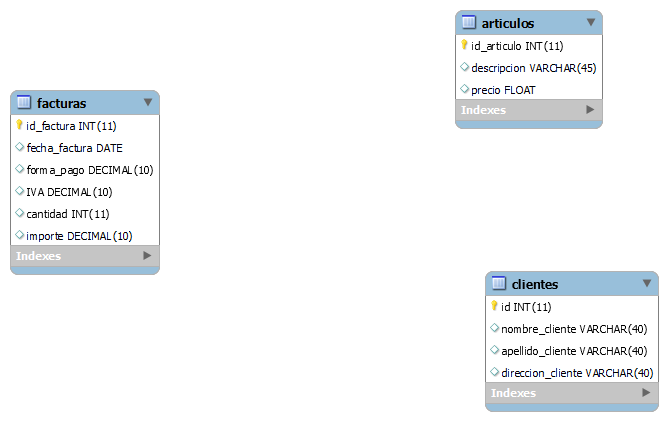 facturas
id_factura INT(11)
fecha_factura DATE
forma_pago DECIMAL(10)
IVA DECIMAL(10)
cantidad INT(11)
importe DECIMAL(10)
Indexes
articulos
id_articulo INT(11)
descripcion VARCHAR(45)
precio FLOAT
Indexes
clientes
id INT(11)
nombre_cliente VARCHAR(40)
apellido_cliente VARCHAR(40)
direccion_cliente VARCHAR(40)
Indexes